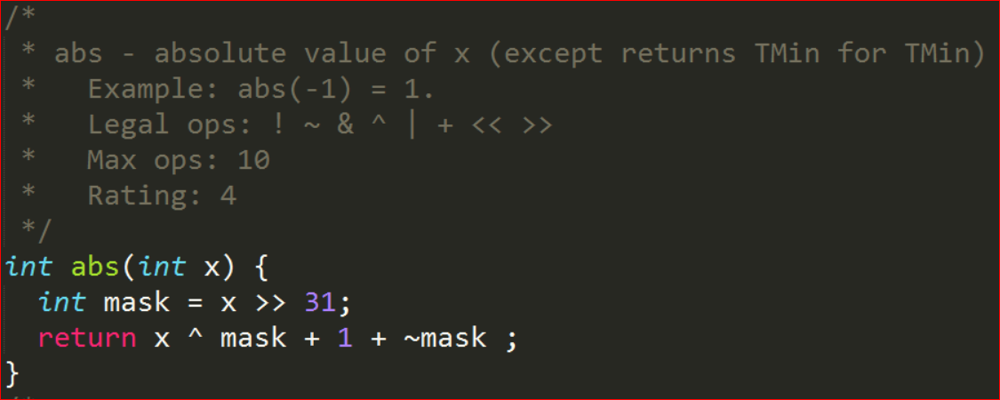 /*
 * abs - absolute value of x (except returns TMin for TMin)
 *   Example: abs(-1) = 1.
 *   Legal ops: ! ~ & ^ | + << >>
 *   Max ops: 10
 *   Rating: 4
 */
int abs(int x) {
  int mask = x >> 31;
  return x ^ mask + 1 + ~mask ;
}